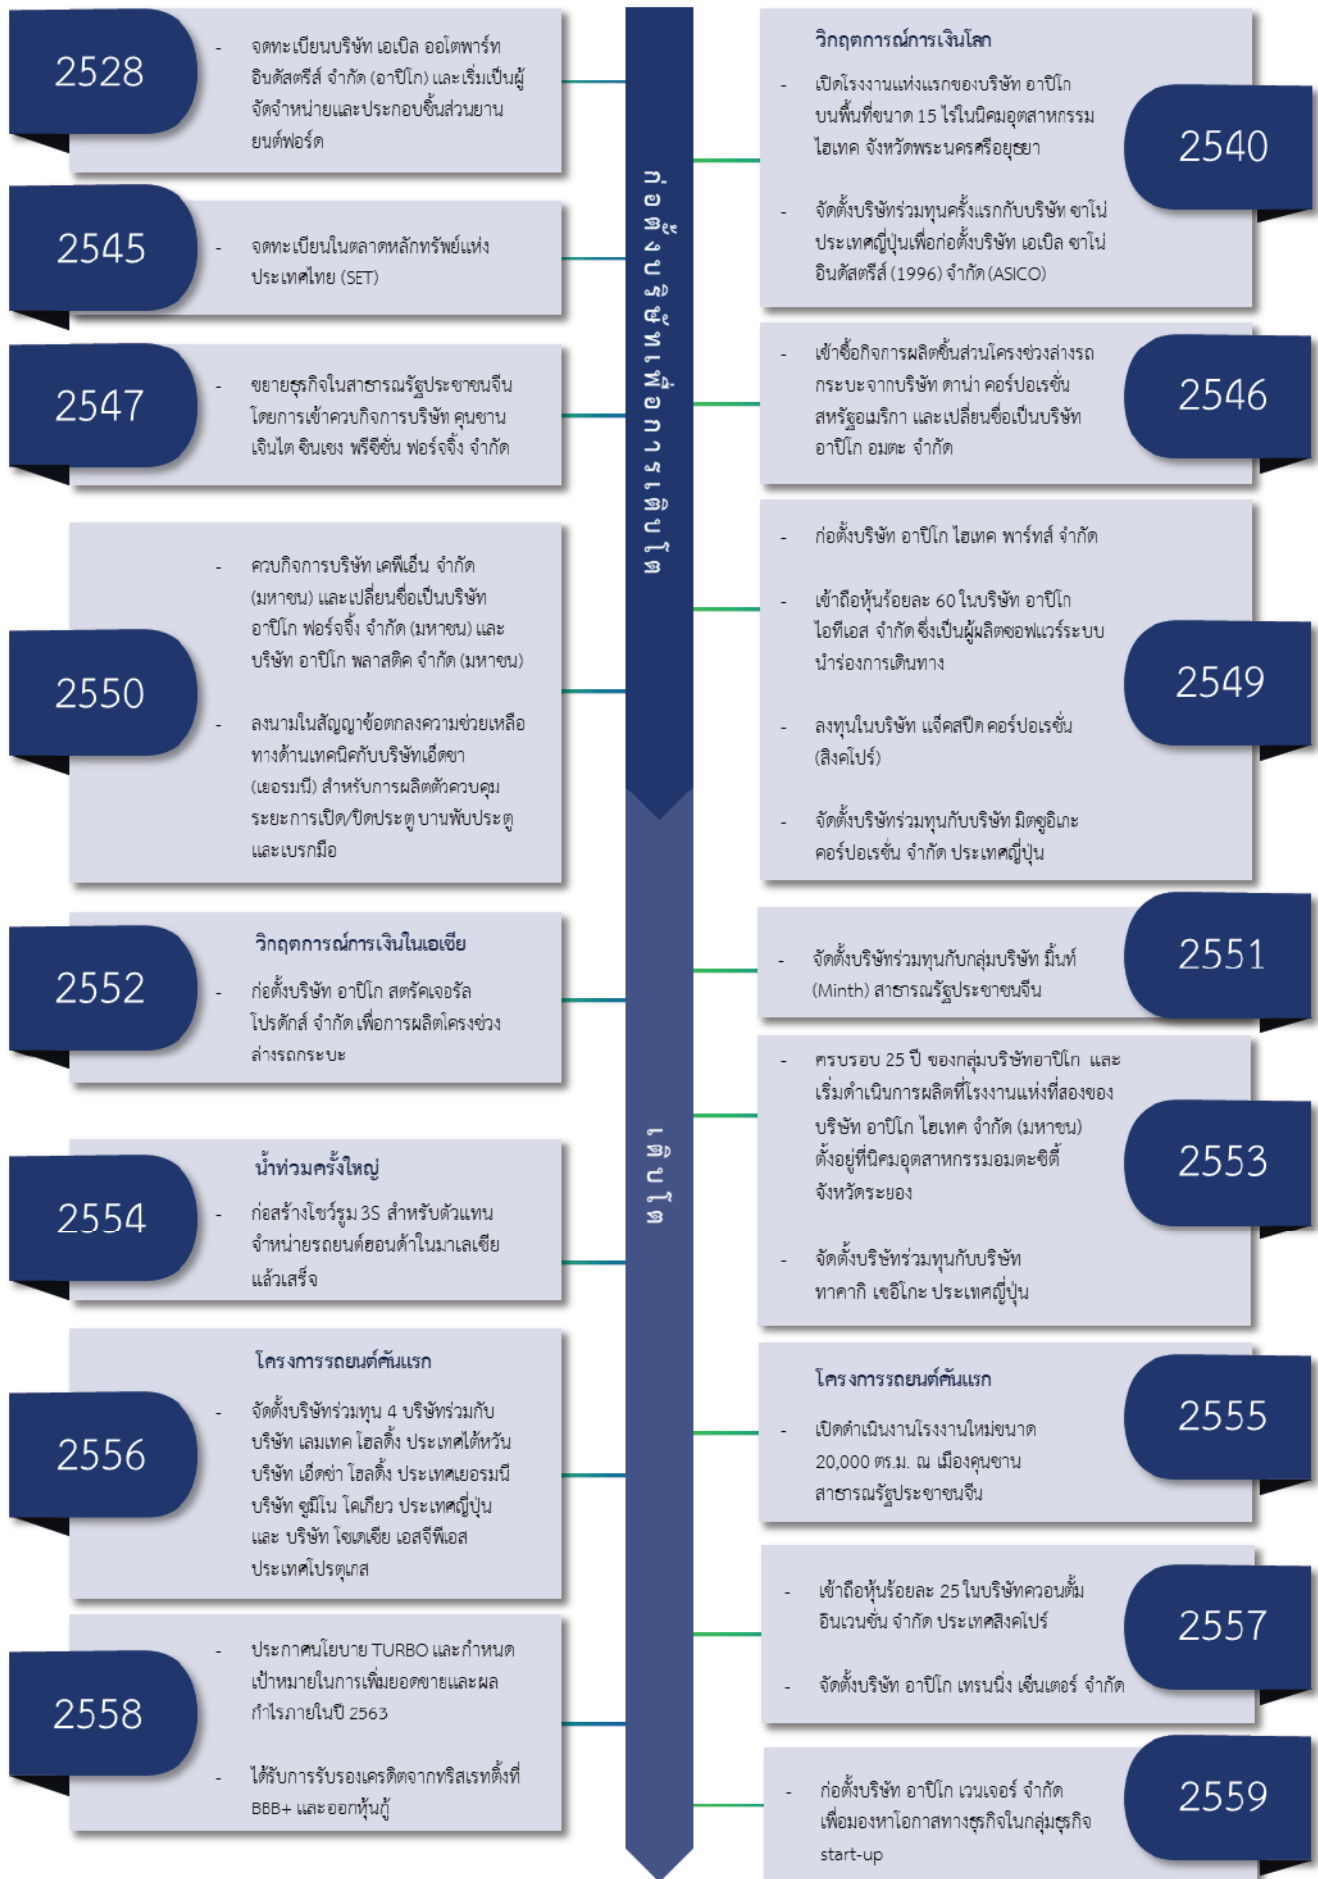 2528
- จดทะเบียนบริษัท เอเบิล ออโตพาร์ท
อินดัสตรีส์ จำกัด (อาปิโก) และเริ่มเป็นผู้
จัดจำหน่ายและประกอบชิ้นส่วนยาน
ยนต์ฟอร์ด
วิกฤตการณ์การเงินโลก
- เปิดโรงงานแห่งแรกของบริษัท อาปิโก
บนพื้นที่ขนาด 15 ไร่ในนิคมอุตสาหกรรม
ไฮเทค จังหวัดพระนครศรีอยุธยา
- จัดตั้งบริษัทร่วมทุนครั้งแรกกับบริษัท ซาโน่
ประเทศญี่ปุ่นเพื่อก่อตั้งบริษัท เอเบิล ซาโน่
อินดัสตรีส์ (1996) จำกัด (ASICO)
2540
ก่อตั้งบริษัทเพื่อการเติบโต
2545
- จดทะเบียนในตลาดหลักทรัพย์แห่ง
ประเทศไทย (SET)
- เข้าซื้อกิจการผลิตชิ้นส่วนโครงช่วงล่างรถ
กระบะจากบริษัท ดาน่า คอร์ปอเรชั่น
สหรัฐอเมริกา และเปลี่ยนชื่อเป็นบริษัท
อาปิโก อมตะ จำกัด
2546
2547
- ขยายธุรกิจในสาธารณรัฐประชาชนจีน
โดยการเข้าควบกิจการบริษัท คุนซาน
เจินไต ซินเชง พรีซีชั่น ฟอร์จจิ้ง จำกัด
- ก่อตั้งบริษัท อาปิโก ไฮเทค พาร์ทส์ จำกัด
- เข้าถือหุ้นร้อยละ 60 ในบริษัท อาปิโก
ไอทีเอส จำกัด ซึ่งเป็นผู้ผลิตซอฟแวร์ระบบ
นำร่องการเดินทาง
- ลงทุนในบริษัท แจ็คสปีด คอร์ปอเรชั่น
(สิงคโปร์)
- จัดตั้งบริษัทร่วมทุนกับบริษัท มิตซูอิเกะ
คอร์ปอเรชั่น จำกัด ประเทศญี่ปุ่น
2549
2550
- ควบกิจการบริษัท เคพีเอ็น จำกัด
(มหาชน) และเปลี่ยนชื่อเป็นบริษัท
อาปิโก ฟอร์จจิ้ง จำกัด (มหาชน) และ
บริษัท อาปิโก พลาสติค จำกัด (มหาชน)
- ลงนามในสัญญาข้อตกลงความช่วยเหลือ
ทางด้านเทคนิคกับบริษัทเอ็ดชา
(เยอรมนี) สำหรับการผลิตตัวควบคุม
ระยะการเปิด/ปิดประตู บานพับประตู
และเบรกมือ
- จัดตั้งบริษัทร่วมทุนกับกลุ่มบริษัท มิ้นท์
(Minth) สาธารณรัฐประชาชนจีน
2551
2552
วิกฤตการณ์การเงินในเอเชีย
- ก่อตั้งบริษัท อาปิโก สตรัคเจอรัล
โปรดักส์ จำกัด เพื่อการผลิตโครงช่วง
ล่างรถกระบะ
- ครบรอบ 25 ปี ของกลุ่มบริษัทอาปิโก และ
เริ่มดำเนินการผลิตที่โรงงานแห่งที่สองของ
บริษัท อาปิโก ไฮเทค จำกัด (มหาชน)
ตั้งอยู่ที่นิคมอุตสาหกรรมอมตะซิตี้
จังหวัดระยอง
- จัดตั้งบริษัทร่วมทุนกับบริษัท
ทาคากิ เซอิโกะ ประเทศญี่ปุ่น
2553
เติบโต
2554
น้ำท่วมครั้งใหญ่
- ก่อสร้างโชว์รูม 3S สำหรับตัวแทน
จำหน่ายรถยนต์ฮอนด้าในมาเลเซีย
แล้วเสร็จ
โครงการรถยนต์คันแรก
- เปิดดำเนินงานโรงงานใหม่ขนาด
20,000 ตร.ม. ณ เมืองคุนซาน
สาธารณรัฐประชาชนจีน
2555
2556
โครงการรถยนต์คันแรก
- จัดตั้งบริษัทร่วมทุน 4 บริษัทร่วมกับ
บริษัท เลมเทค โฮลดิ้ง ประเทศไต้หวัน
บริษัท เอ็ดช่า โฮลดิ้ง ประเทศเยอรมนี
บริษัท ซูมิโน โคเกียว ประเทศญี่ปุ่น
และ บริษัท โซเดเซีย เอสจีพีเอส
ประเทศโปรตุเกส
- เข้าถือหุ้นร้อยละ 25 ในบริษัทควอนตั้ม
อินเวนชั่น จำกัด ประเทศสิงคโปร์
- จัดตั้งบริษัท อาปิโก เทรนนิ่ง เซ็นเตอร์ จำกัด
2557
2558
- ประกาศนโยบาย TURBO และกำหนด
เป้าหมายในการเพิ่มยอดขายและผล
กำไรภายในปี 2563
- ได้รับการรับรองเครดิตจากทริสเรทติ้งที่
BBB+ และออกหุ้นกู้
- ก่อตั้งบริษัท อาปิโก เวนเจอร์ จำกัด
เพื่อมองหาโอกาสทางธุรกิจในกลุ่มธุรกิจ
start-up
2559